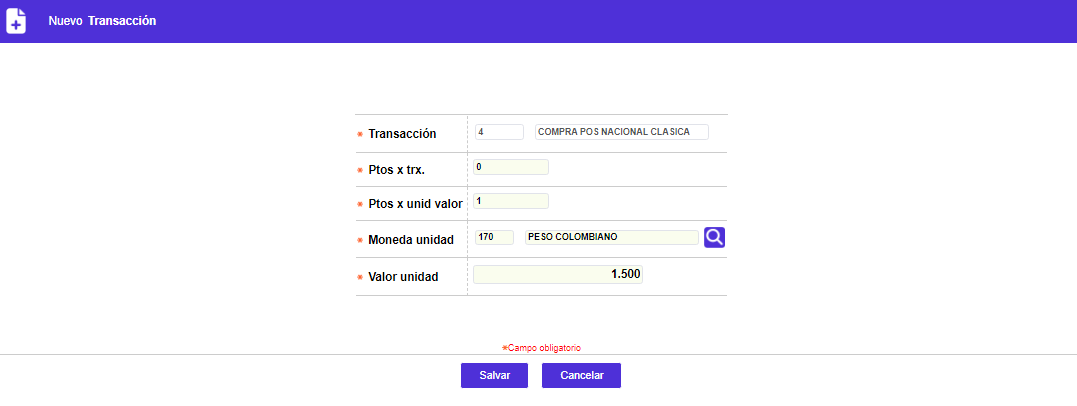 Nuevo Transacción
* Transacción 4 COMPRA POS NACIONAL CLASICA
* Ptos x trx. 0
* Ptos x unid valor 1
* Moneda unidad 170 PESO COLOMBIANO
* Valor unidad 1.500
*Campo obligatorio
Salvar Cancelar